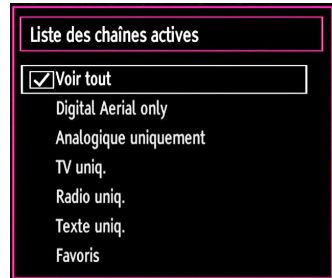 Liste des chaînes actives
Voir tout
Digital Aerial only
Analogique uniquement
TV uniq.
Radio uniq.
Texte uniq.
Favoris